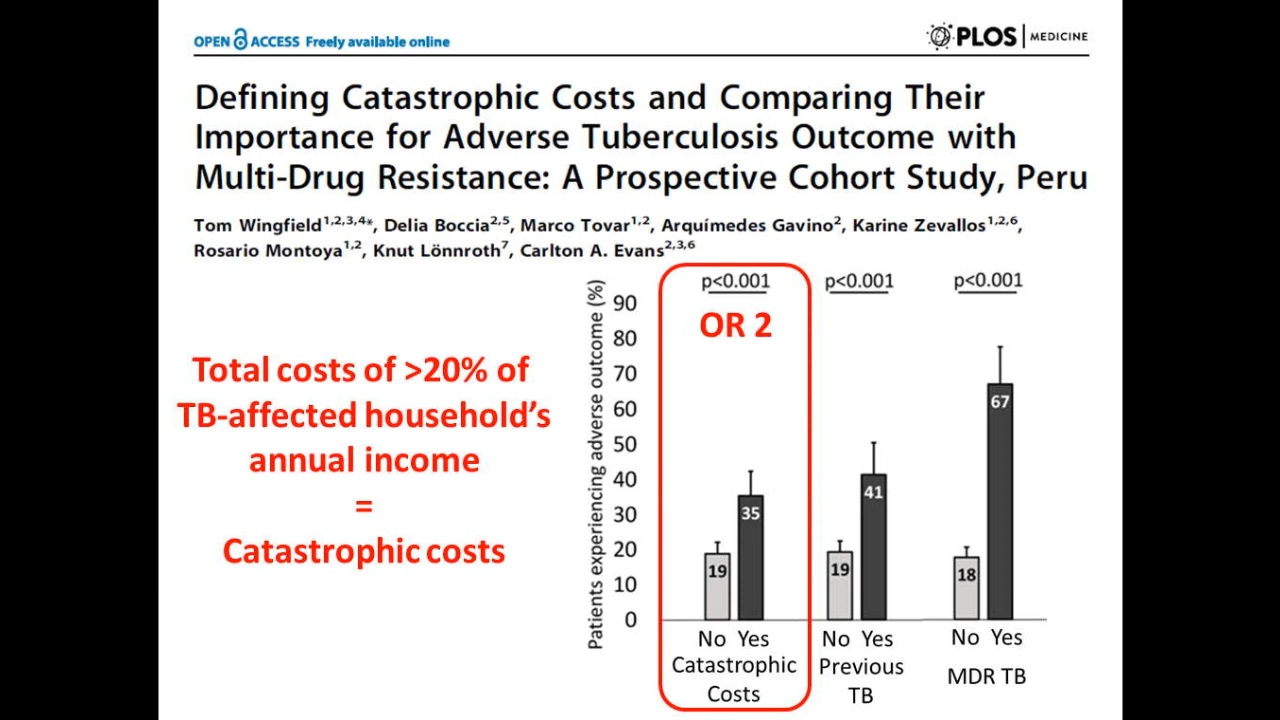 OPEN ACCESS Freely available online
PLOS | MEDICINE
Defining Catastrophic Costs and Comparing Their
Importance for Adverse Tuberculosis Outcome with
Multi-Drug Resistance: A Prospective Cohort Study, Peru
Tom Wingfield1,2,3,4*, Delia Boccia2,5, Marco Tovar1,2, Arquímedes Gavino2, Karine Zevallos1,2,6,
Rosario Montoya1,2, Knut Lönnroth7, Carlton A. Evans2,3,6
Total costs of >20% of
TB-affected household's
annual income
=
Catastrophic costs
Patients experiencing adverse outcome (%)
90
80
70
60
50
40
30
20
10
0
p<0.001 p<0.001 p<0.001
OR 2
19 35 19 41 18 67
No Yes No Yes No Yes
Catastrophic
Costs
Previous
TB
MDR TB